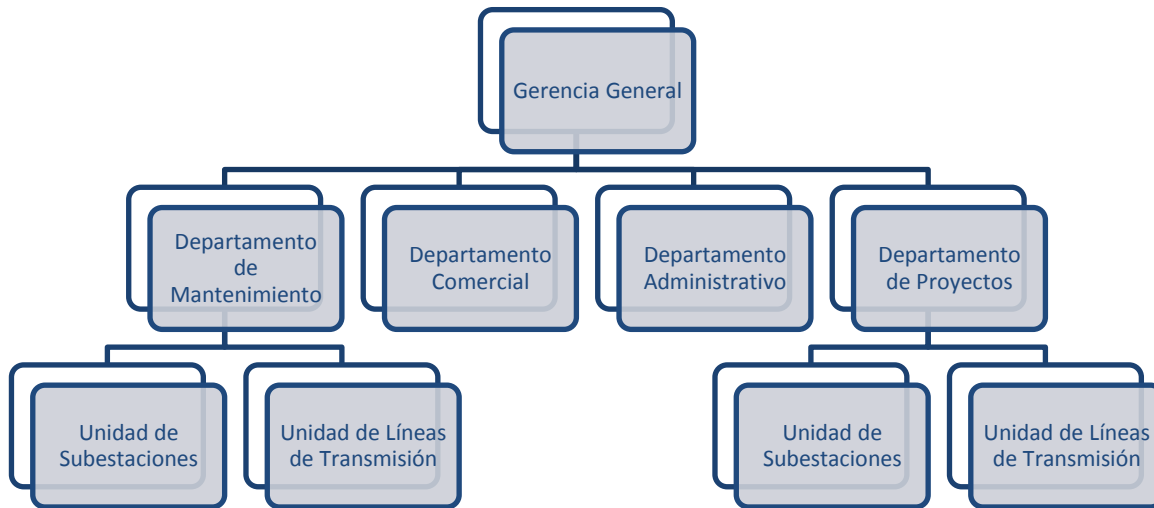 Gerencia General
Departamento
de
Mantenimiento
Departamento
Comercial
Departamento
Administrativo
Departamento
de Proyectos
Unidad de
Subestaciones
Unidad de Líneas
de Transmisión
Unidad de
Subestaciones
Unidad de Líneas
de Transmisión